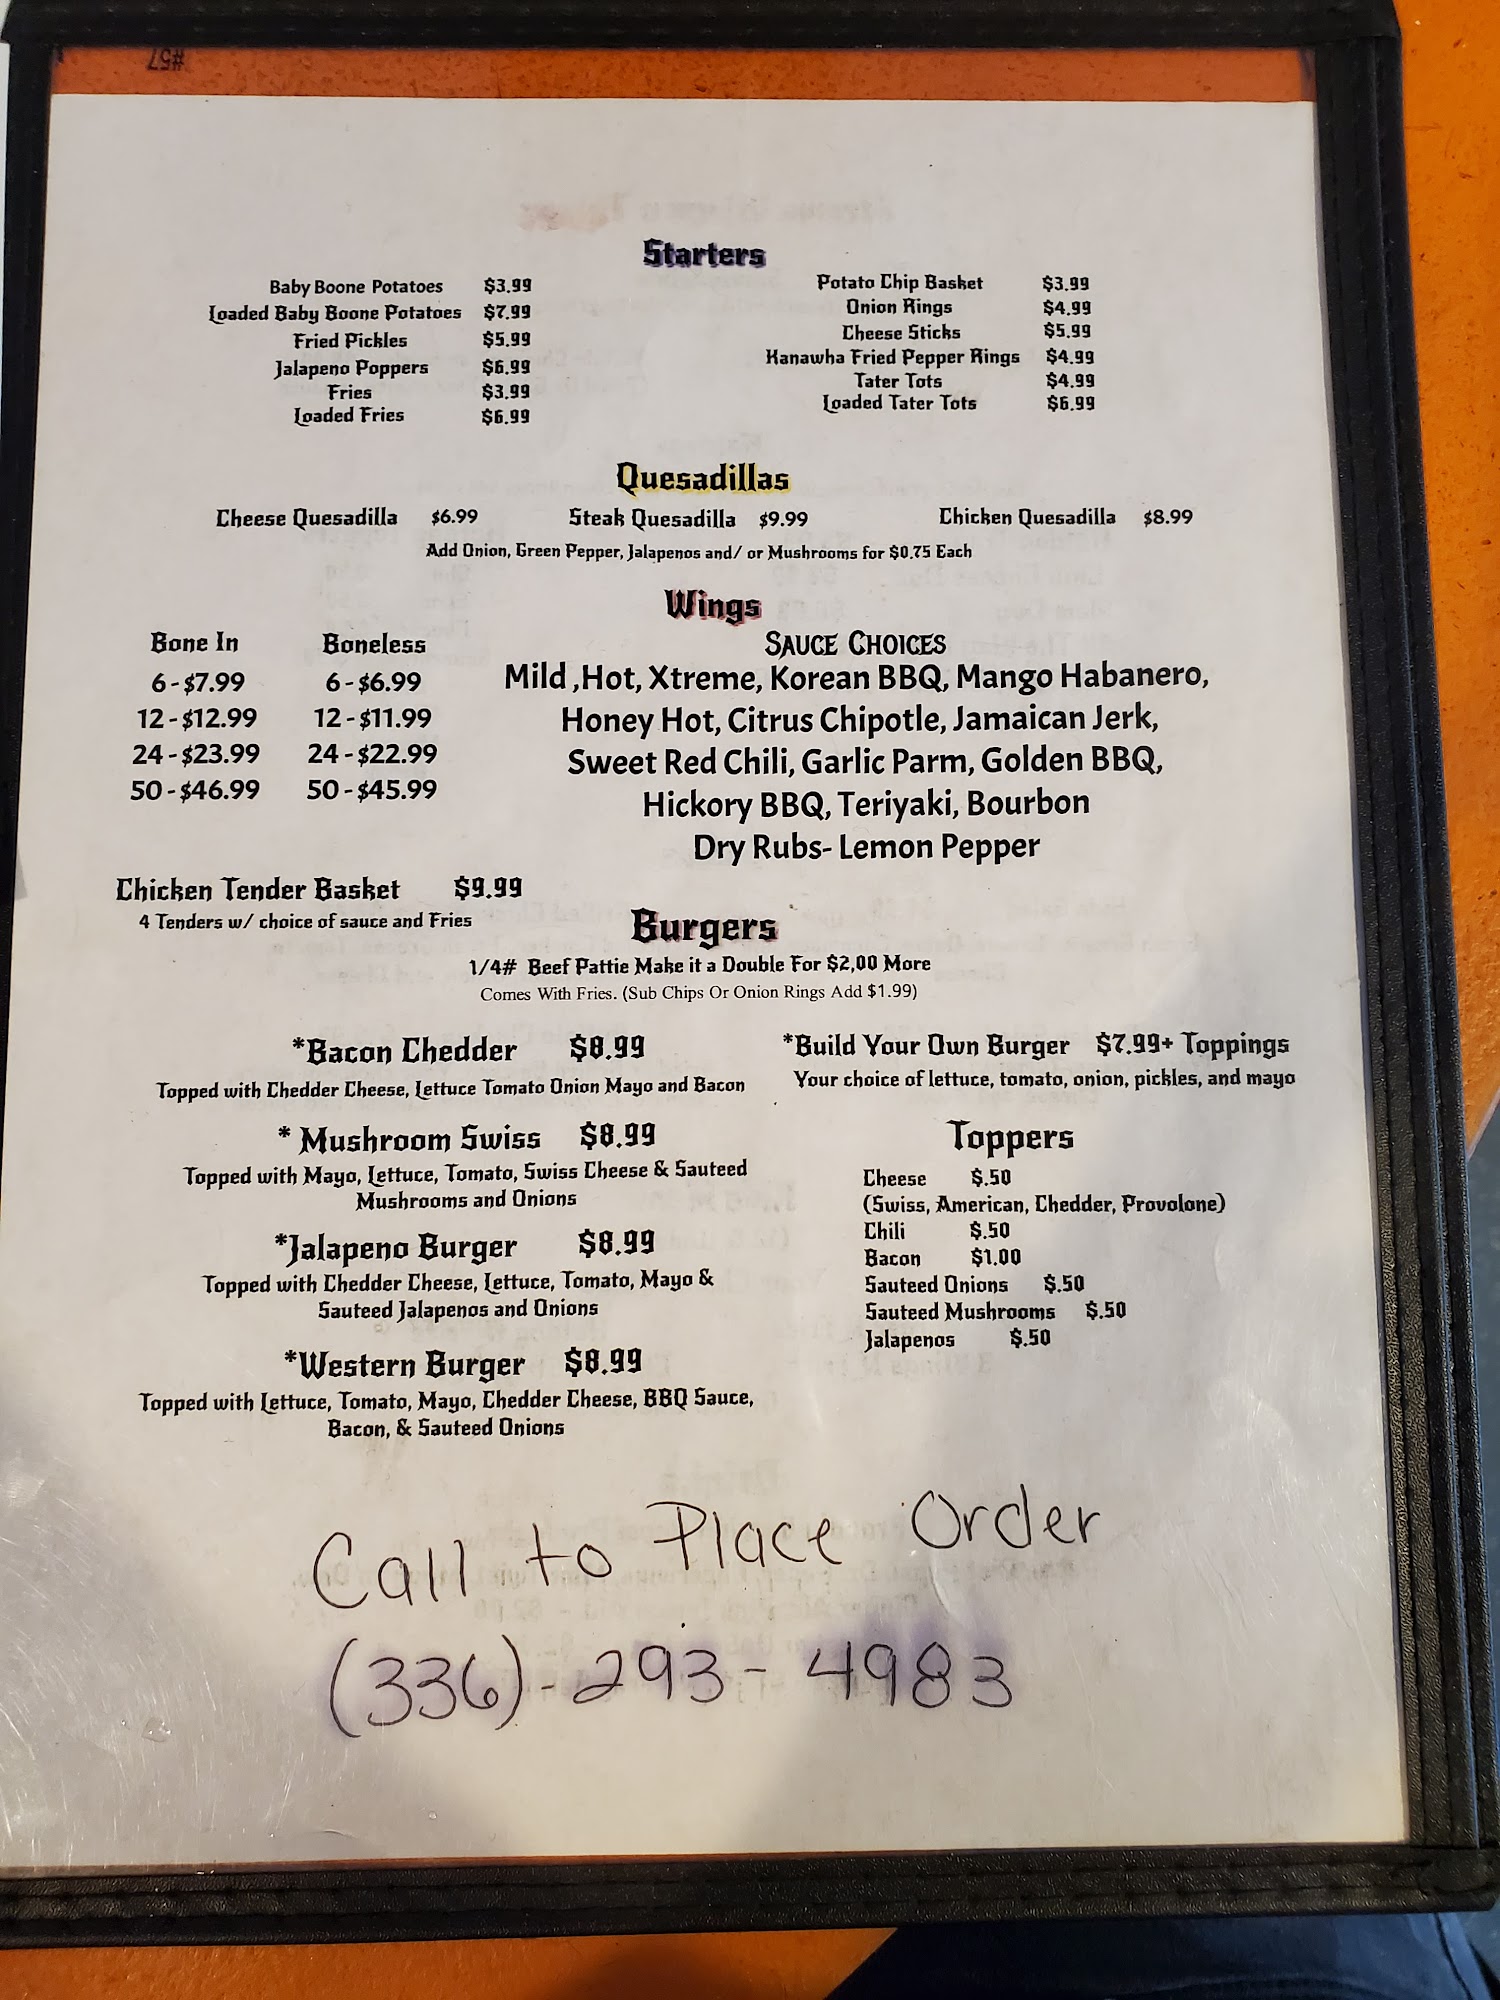 #57
Starters
Baby Boone Potatoes $3.99
Loaded Baby Boone Potatoes $7.99
Fried Pickles $5.99
Jalapeno Poppers $6.99
Fries $3.99
Loaded Fries $6.99
Potato Chip Basket $3.99
Onion Rings $4.99
Cheese Sticks $5.99
Kanawha Fried Pepper Rings $4.99
Tater Tots $4.99
Loaded Tater Tots $6.99
Quesadillas
Cheese Quesadilla $6.99 Steak Quesadilla $9.99 Chicken Quesadilla $8.99
Add Onion, Green Pepper, Jalapenos and/ or Mushrooms for $0.75 Each
Wings
Bone In
6-$7.99
12-$12.99
24-$23.99
50-$46.99
Boneless
6-$6.99
12-$11.99
24-$22.99
50-$45.99
SAUCE CHOICES
Mild ,Hot, Xtreme, Korean BBQ, Mango Habanero,
Honey Hot, Citrus Chipotle, Jamaican Jerk,
Sweet Red Chili, Garlic Parm, Golden BBQ,
Hickory BBQ, Teriyaki, Bourbon
Dry Rubs- Lemon Pepper
Chicken Tender Basket $9.99
4 Tenders w/ choice of sauce and Fries
Burgers
1/4# Beef Pattie Make it a Double For $2,00 More
Comes With Fries. (Sub Chips Or Onion Rings Add $1.99)
*Bacon Chedder $8.99
Topped with Chedder Cheese, Lettuce Tomato Onion Mayo and Bacon
* Mushroom Swiss $8.99
Topped with Mayo, Lettuce, Tomato, Swiss Cheese & Sauteed
Mushrooms and Onions
*Jalapeno Burger $8.99
Topped with Chedder Cheese, Lettuce, Tomato, Mayo &
Sauteed Jalapenos and Onions
*Western Burger $8.99
Topped with Lettuce, Tomato, Mayo, Chedder Cheese, BBQ Sauce,
Bacon, & Sauteed Onions
*Build Your Own Burger $7.99+ Toppings
Your choice of lettuce, tomato, onion, pickles, and mayo
Toppers
Cheese $.50
(Swiss, American, Chedder, Provolone)
Chili $.50
Bacon $1.00
Sauteed Onions $.50
Sauteed Mushrooms $.50
Jalapenos $.50
Call to Place Order
(336)-293-4983